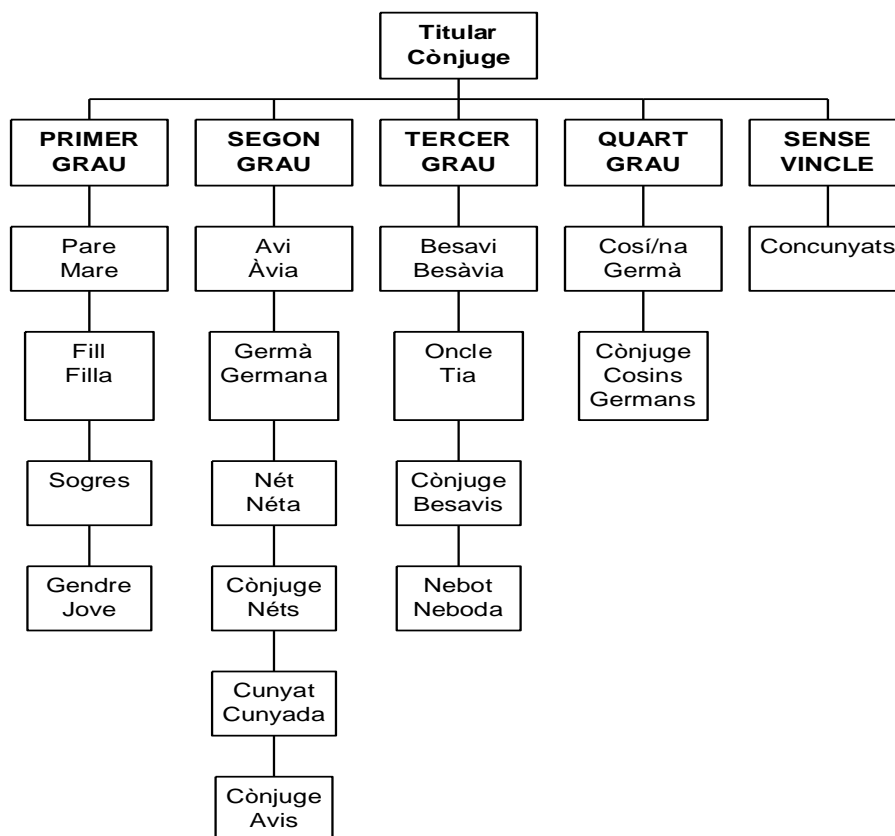 Titular
Cònjuge
PRIMER
GRAU
SEGON
GRAU
TERCER
GRAU
QUART
GRAU
SENSE
VINCLE
Pare
Mare
Avi
Àvia
Besavi
Besàvia
Cosí/na
Germà
Concunyats
Fill
Filla
Germà
Germana
Oncle
Tia
Cònjuge
Cosins
Germans
Sogres
Nét
Néta
Cònjuge
Besavis
Gendre
Jove
Cònjuge
Néts
Nebot
Neboda
Cunyat
Cunyada
Cònjuge
Avis